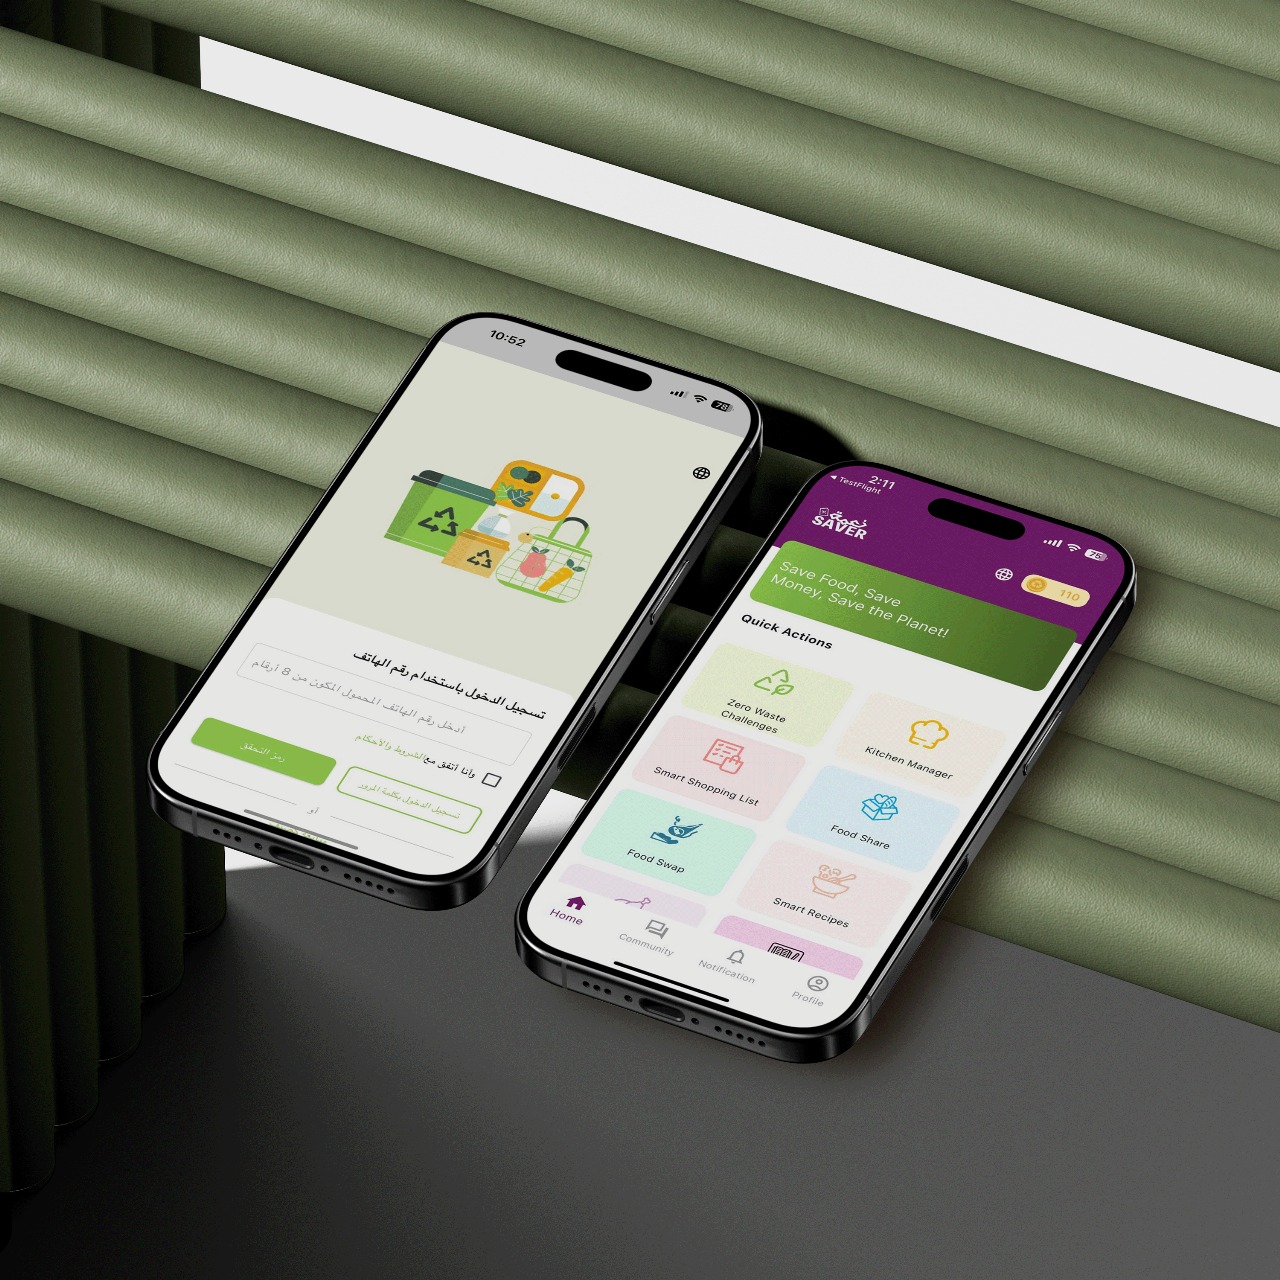 10:52
78
تسجيل الدخول باستخدام رقم الهاتف
أدخل رقم الهاتف المحمول المكون من 8 أرقام
وأنا أتفق مع الشروط والأحكام
رمز التحقق
تسجيل الدخول بكلمة المرور
أو
2:11
TestFlight
75
نعمة
SAVER
110
Save Food, Save
Money, Save the Planet!
Quick Actions
Zero Waste
Challenges
Kitchen Manager
Smart Shopping List
Food Share
Food Swap
Smart Recipes
Home
Community
Notification
Profile